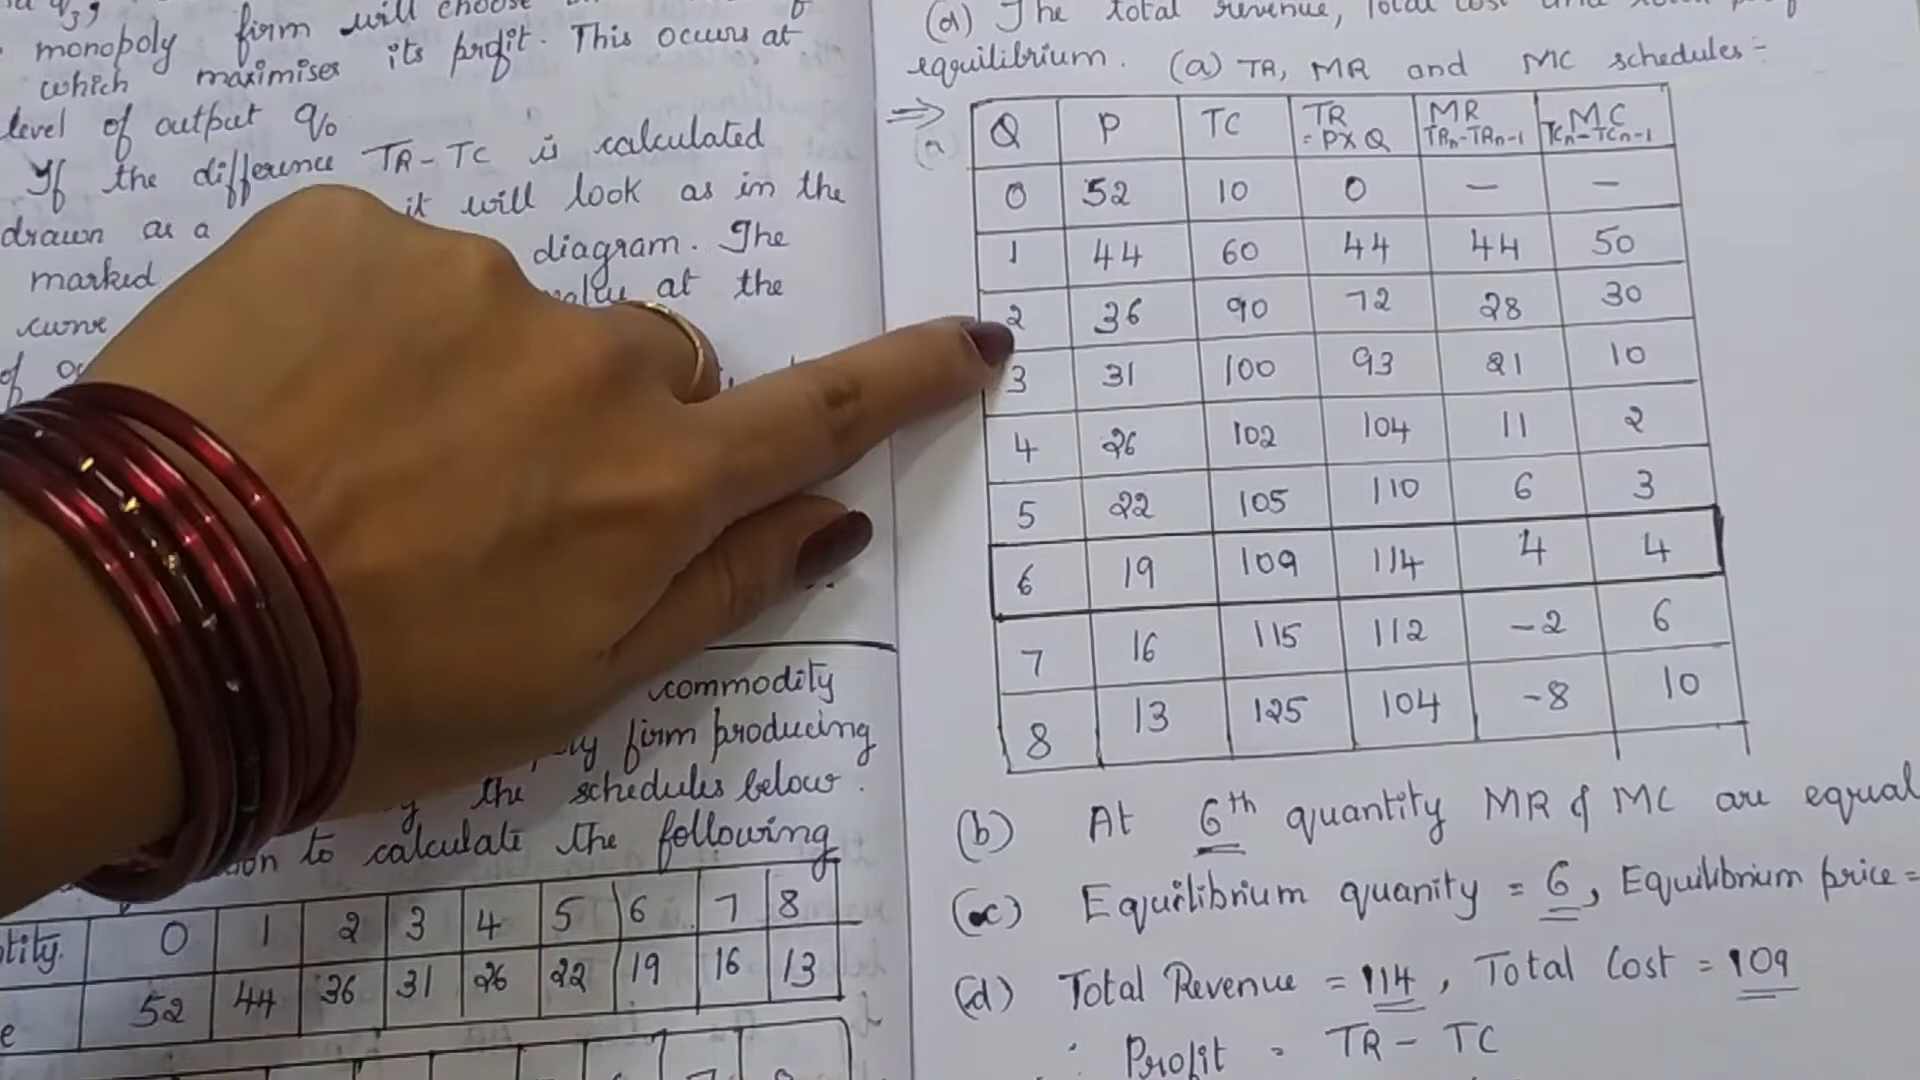 monopoly firm will choose
which maximises its profit. This occurs at
level of output q₀
If the difference TR-TC is calculated
drawn as a it will look as in the
marked diagram. The
curve value at the
of
commodity
firm producing
the schedules below.
to calculate the following
0 1 2 3 4 5 6 7 8
52 44 36 31 26 22 19 16 13
(d) The total revenue, Total cost and total
equilibrium. (a) TR, MR and MC schedules:-
(a)
Q P TC TR = P×Q MR TRn-TRn-1 MC TCn-TCn-1
0 52 10 0 — —
1 44 60 44 44 50
2 36 90 72 28 30
3 31 100 93 21 10
4 26 102 104 11 2
5 22 105 110 6 3
6 19 109 114 4 4
7 16 115 112 -2 6
8 13 125 104 -8 10
(b) At 6th quantity MR & MC are equal
(c) Equilibrium quanity = 6, Equilibrium price =
(d) Total Revenue = 114, Total Cost = 109
∴ Profit = TR - TC